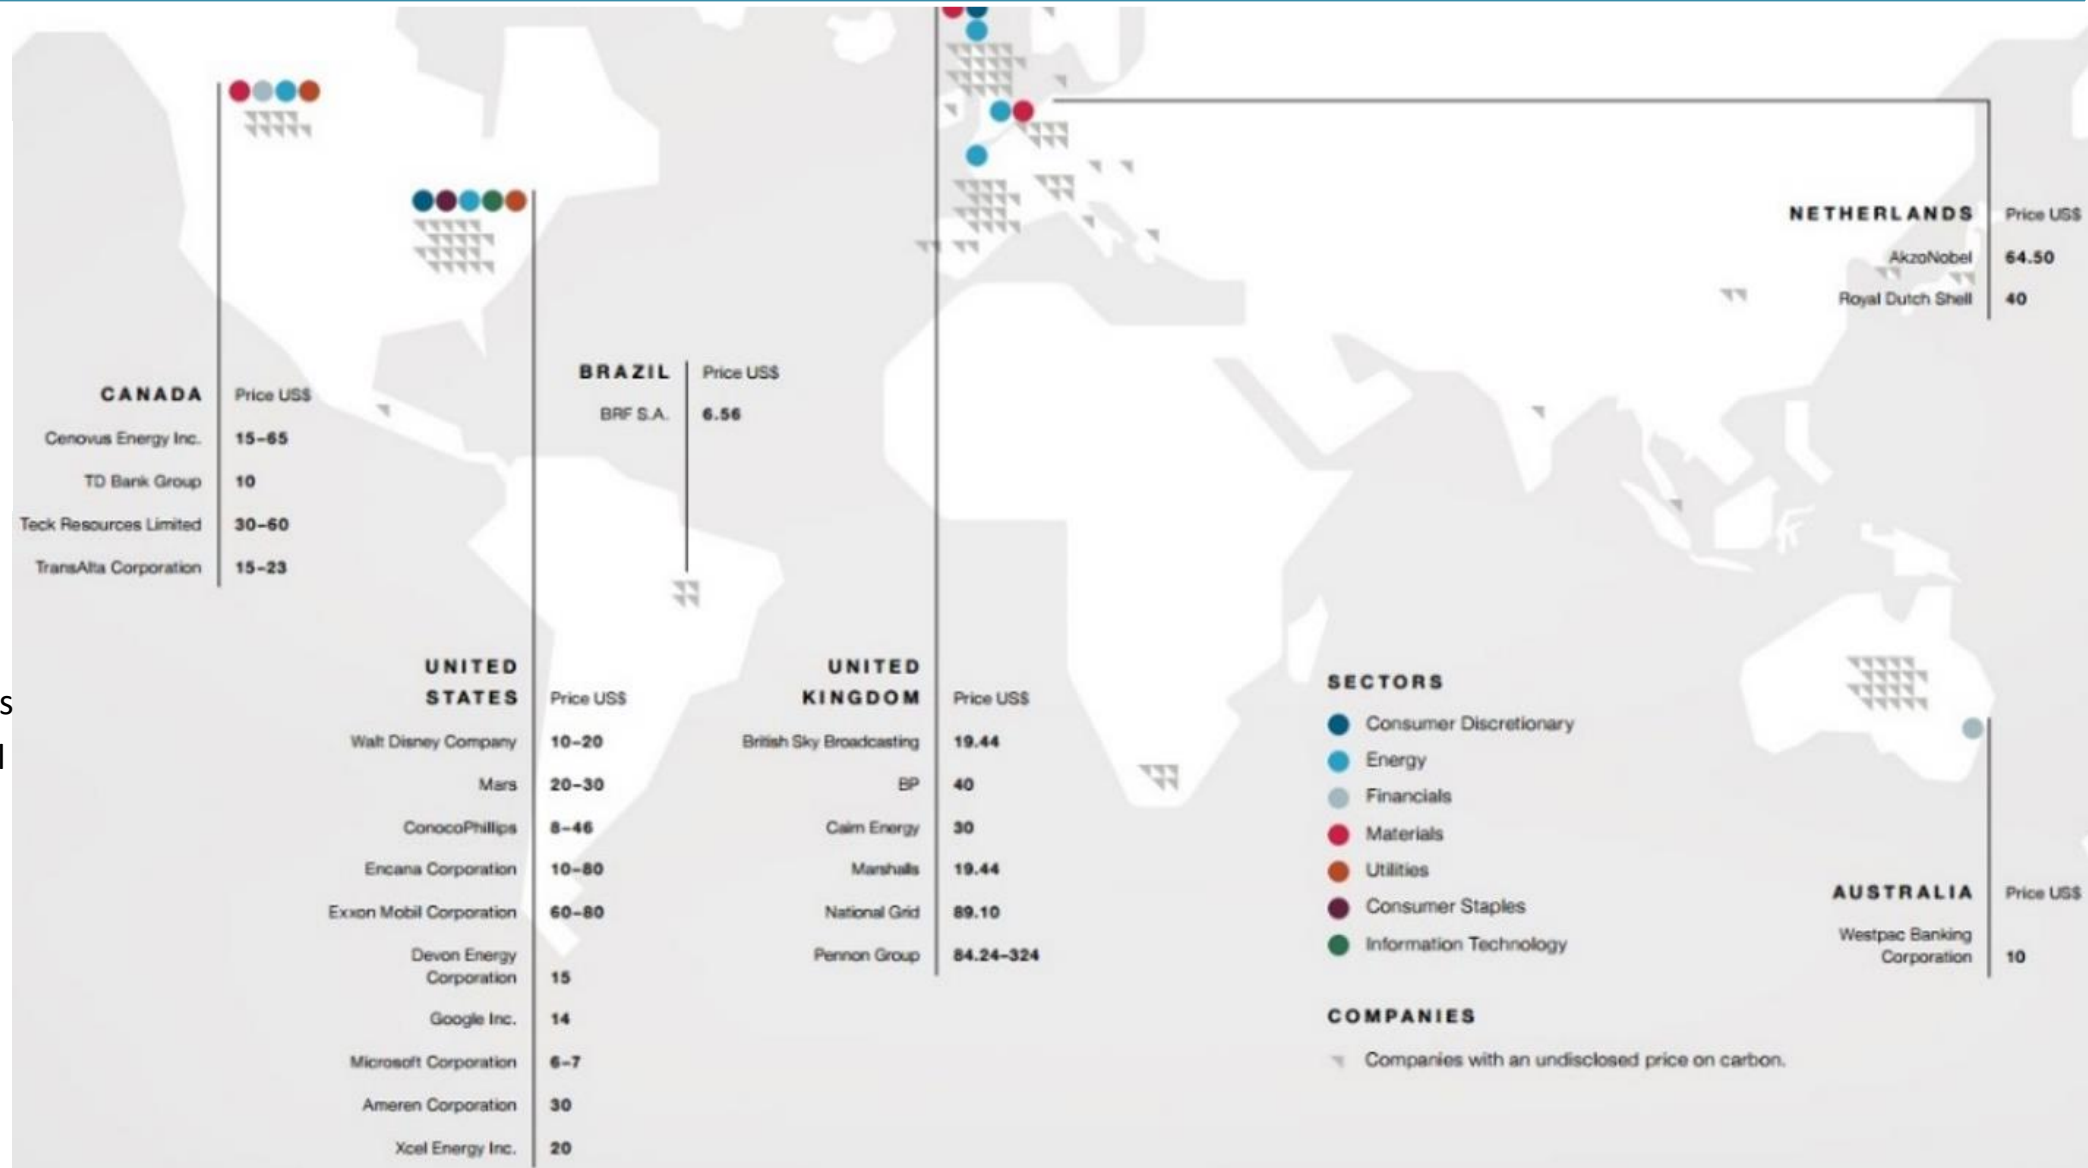 NETHERLANDS Price US$
AkzoNobel 64.50
Royal Dutch Shell 40
BRAZIL Price US$
BRF S.A. 6.56
CANADA Price US$
Cenovus Energy Inc. 15–65
TD Bank Group 10
Teck Resources Limited 30–60
TransAlta Corporation 15–23
UNITED
STATES Price US$
Walt Disney Company 10–20
Mars 20–30
ConocoPhillips 8–46
Encana Corporation 10–80
Exxon Mobil Corporation 60–80
Devon Energy
Corporation 15
Google Inc. 14
Microsoft Corporation 6–7
Ameren Corporation 30
Xcel Energy Inc. 20
UNITED
KINGDOM Price US$
British Sky Broadcasting 19.44
BP 40
Cairn Energy 30
Marshalls 19.44
National Grid 89.10
Pennon Group 84.24–324
SECTORS
Consumer Discretionary
Energy
Financials
Materials
Utilities
Consumer Staples
Information Technology
COMPANIES
Companies with an undisclosed price on carbon.
AUSTRALIA Price US$
Westpac Banking
Corporation 10
s